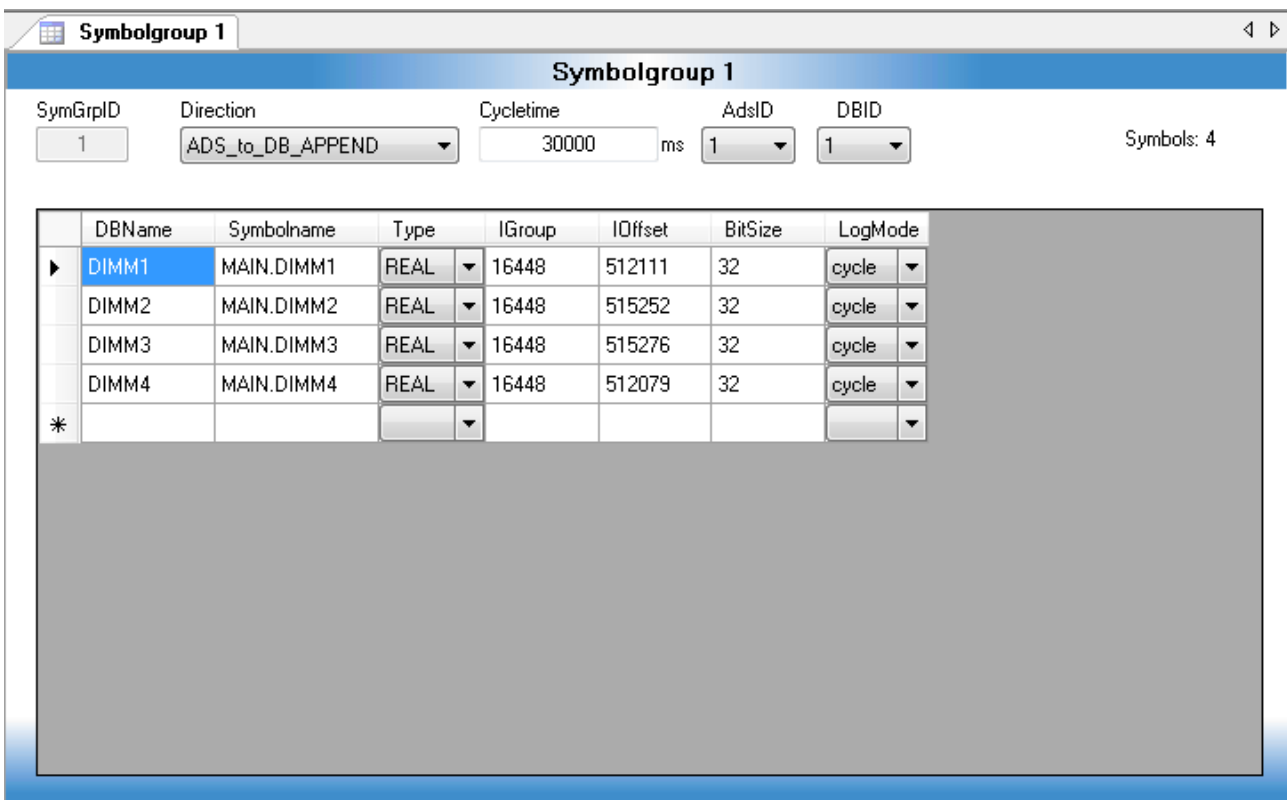 Symbolgroup 1
Symbolgroup 1
SymGrpID Direction Cycletime AdsID DBID
1 ADS_to_DB_APPEND 30000 ms 1 1 Symbols: 4
DBName Symbolname Type IGroup IOffset BitSize LogMode
DIMM1 MAIN.DIMM1 REAL 16448 512111 32 cycle
DIMM2 MAIN.DIMM2 REAL 16448 515252 32 cycle
DIMM3 MAIN.DIMM3 REAL 16448 515276 32 cycle
DIMM4 MAIN.DIMM4 REAL 16448 512079 32 cycle